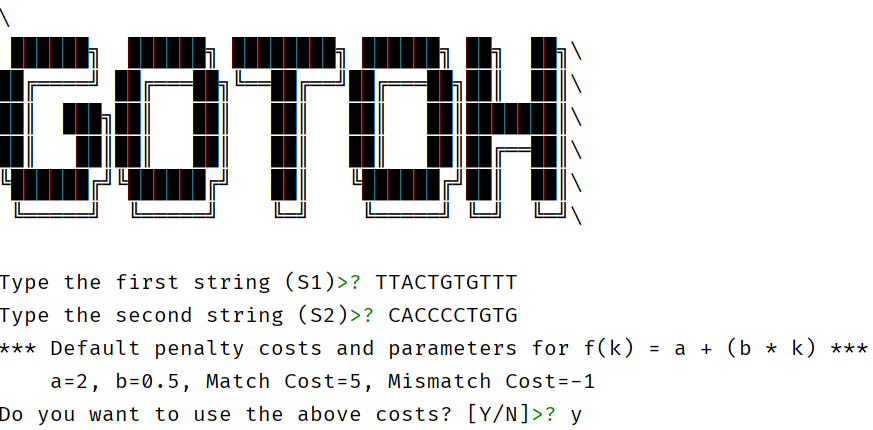 \
GOTOH
Type the first string (S1)>? TTACTGTGTTT
Type the second string (S2)>? CACCCCTGTG
*** Default penalty costs and parameters for f(k) = a + (b * k) ***
a=2, b=0.5, Match Cost=5, Mismatch Cost=-1
Do you want to use the above costs? [Y/N]>? y